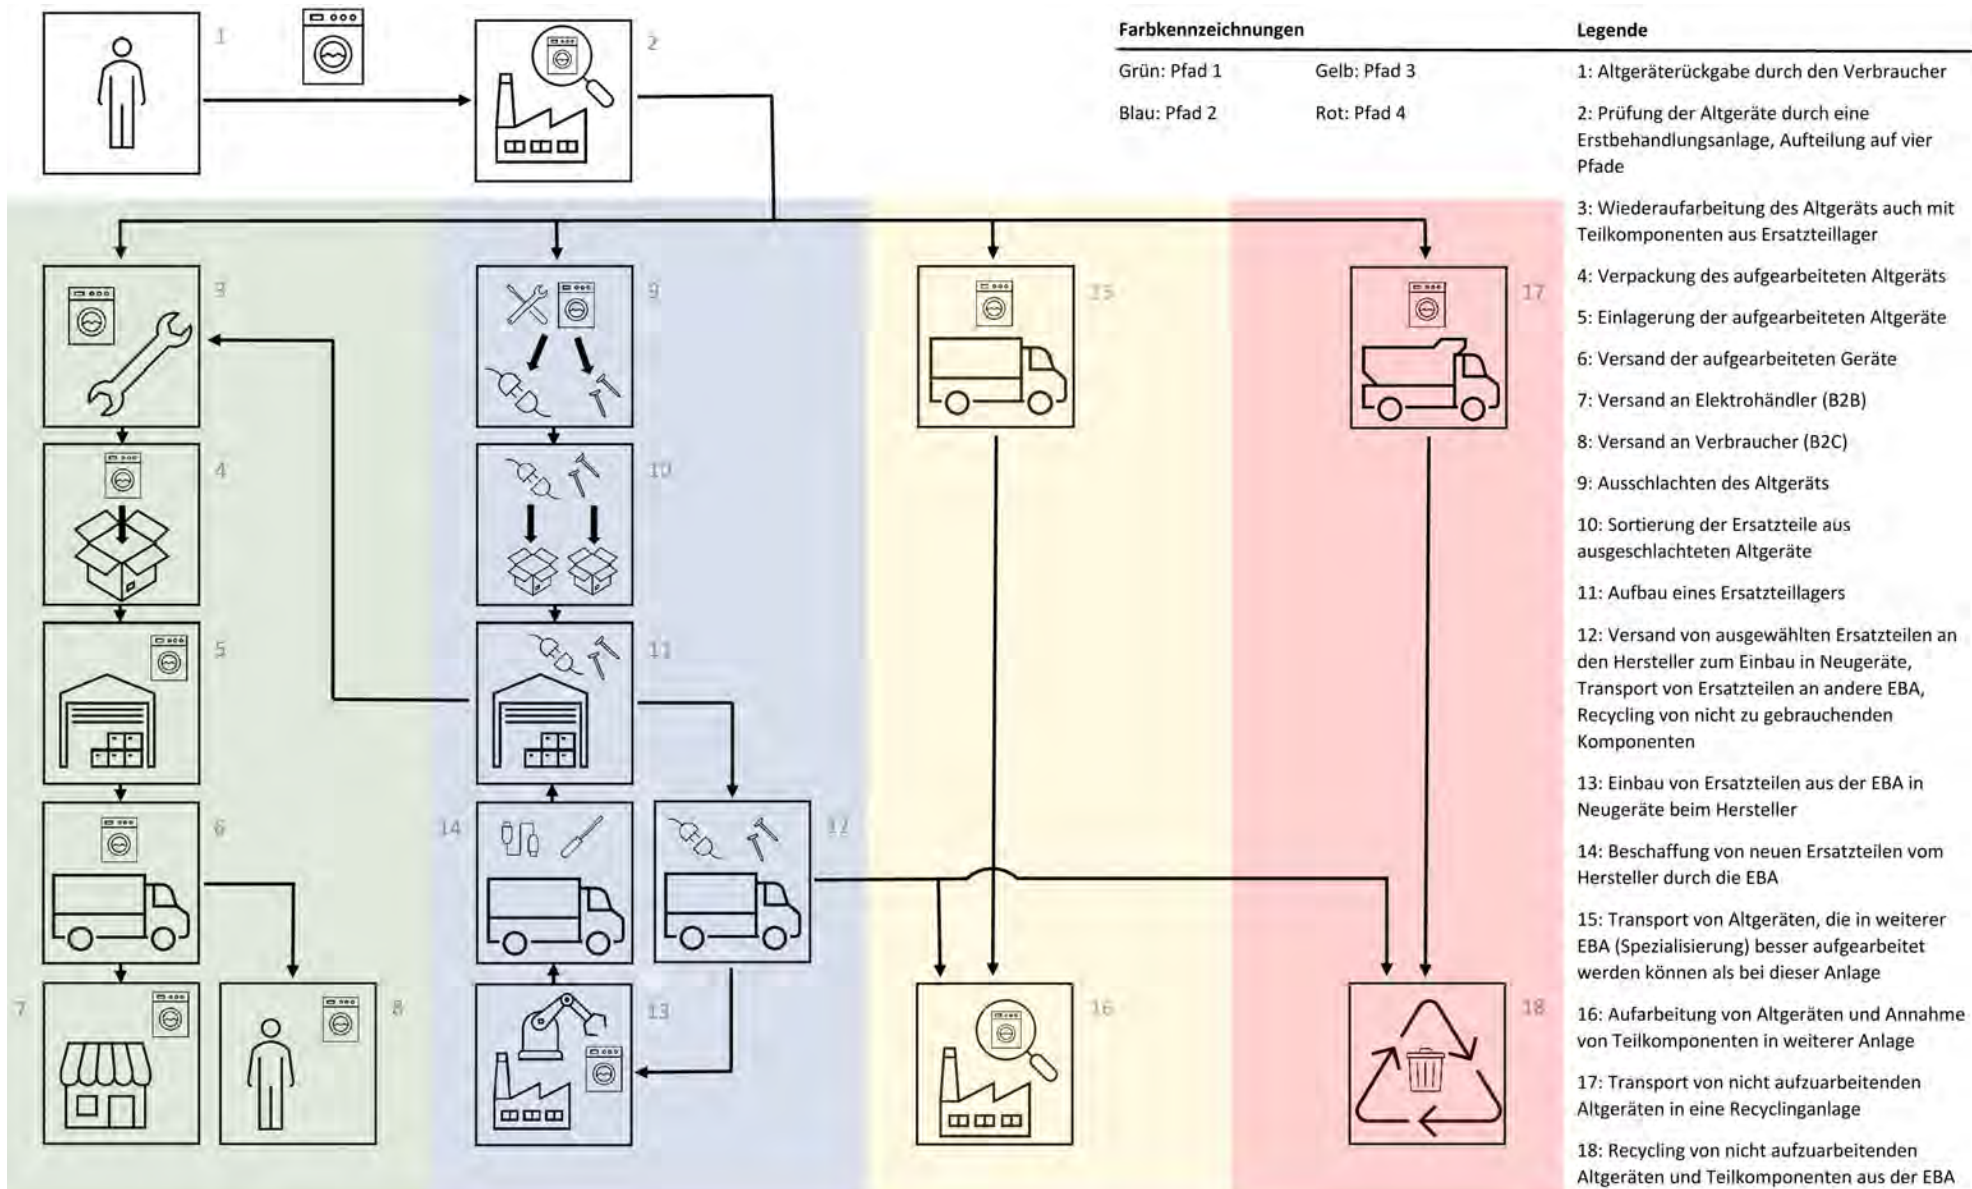 1
2
Farbkennzeichnungen
Grün: Pfad 1
Gelb: Pfad 3
Blau: Pfad 2
Rot: Pfad 4
3
9
15
17
4
10
5
11
6
14
12
7
8
13
16
18
Legende
1: Altgeräterückgabe durch den Verbraucher
2: Prüfung der Altgeräte durch eine
Erstbehandlungsanlage, Aufteilung auf vier
Pfade
3: Wiederaufarbeitung des Altgeräts auch mit
Teilkomponenten aus Ersatzteillager
4: Verpackung des aufgearbeiteten Altgeräts
5: Einlagerung der aufgearbeiteten Altgeräte
6: Versand der aufgearbeiteten Geräte
7: Versand an Elektrohändler (B2B)
8: Versand an Verbraucher (B2C)
9: Ausschlachten des Altgeräts
10: Sortierung der Ersatzteile aus
ausgeschlachteten Altgeräte
11: Aufbau eines Ersatzteillagers
12: Versand von ausgewählten Ersatzteilen an
den Hersteller zum Einbau in Neugeräte,
Transport von Ersatzteilen an andere EBA,
Recycling von nicht zu gebrauchenden
Komponenten
13: Einbau von Ersatzteilen aus der EBA in
Neugeräte beim Hersteller
14: Beschaffung von neuen Ersatzteilen vom
Hersteller durch die EBA
15: Transport von Altgeräten, die in weiterer
EBA (Spezialisierung) besser aufgearbeitet
werden können als bei dieser Anlage
16: Aufarbeitung von Altgeräten und Annahme
von Teilkomponenten in weiterer Anlage
17: Transport von nicht aufzuarbeitenden
Altgeräten in eine Recyclinganlage
18: Recycling von nicht aufzuarbeitenden
Altgeräten und Teilkomponenten aus der EBA